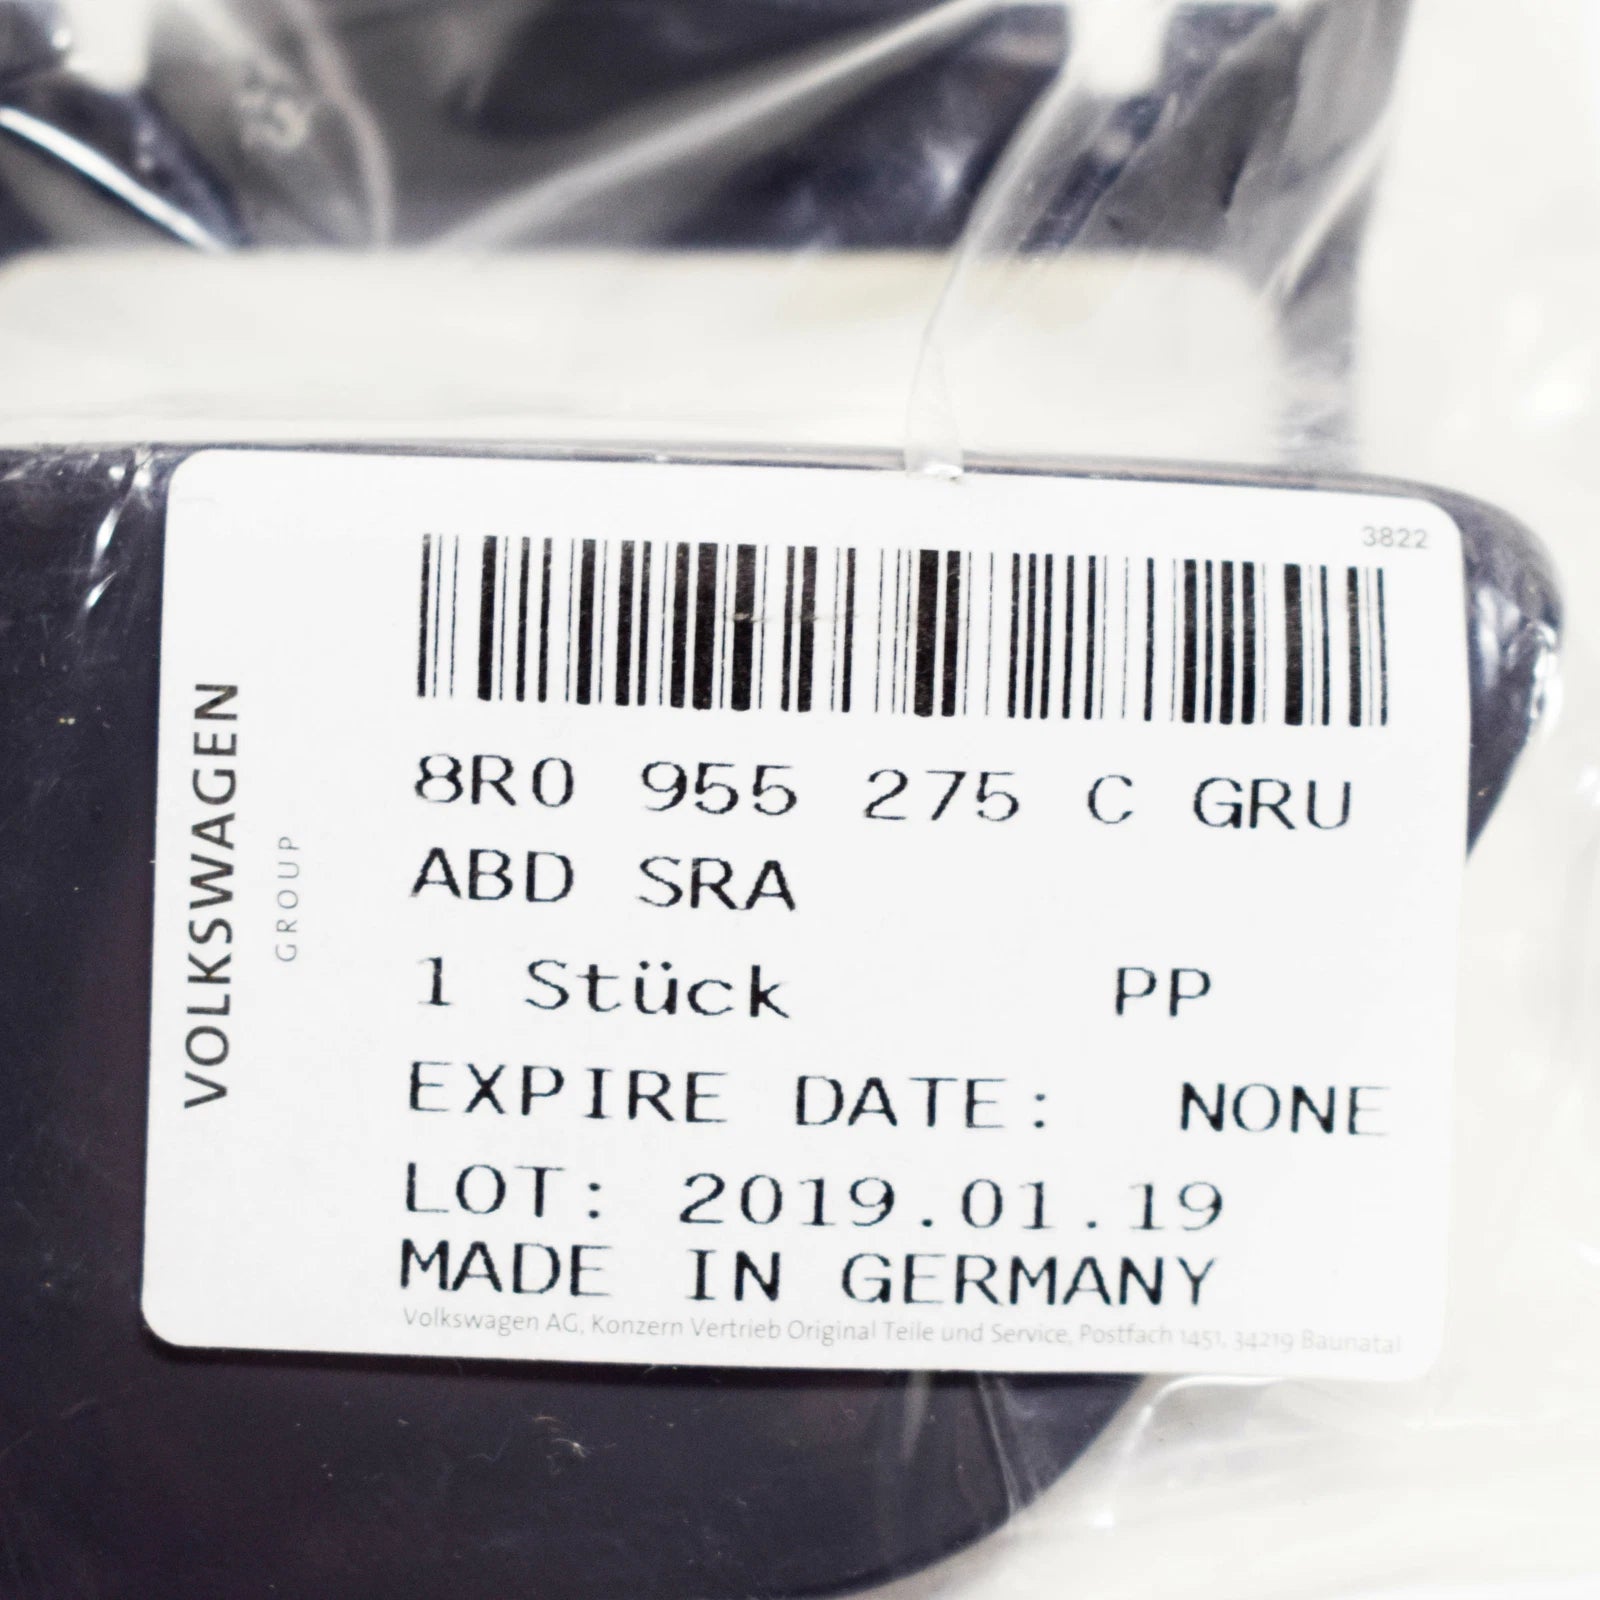 3822
VOLKSWAGEN
GROUP
8R0 955 275 C GRU
ABD SRA
1 Stück PP
EXPIRE DATE: NONE
LOT: 2019.01.19
MADE IN GERMANY
Volkswagen AG, Konzern Vertrieb Original Teile und Service, Postfach 1451, 34219 Baunatal